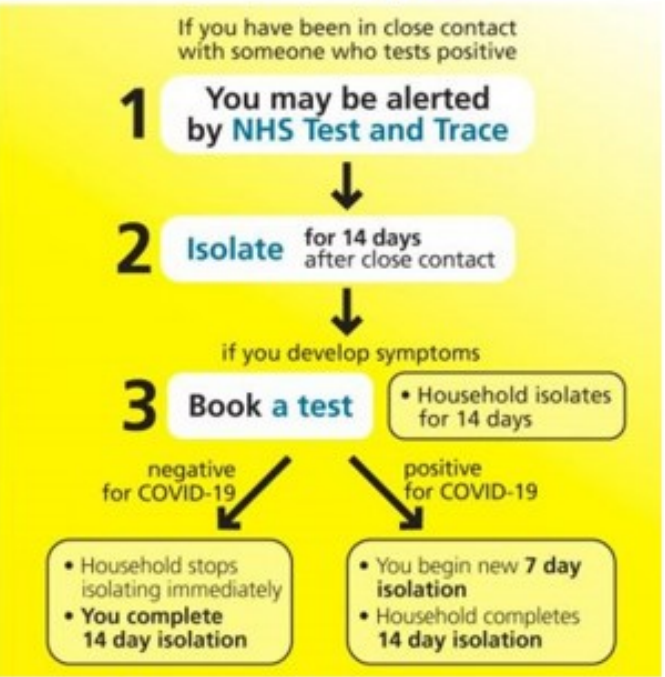 If you have been in close contact
with someone who tests positive
1
You may be alerted
by NHS Test and Trace
2
Isolate for 14 days
after close contact
if you develop symptoms
3
Book a test
• Household isolates
for 14 days
negative
for COVID-19
positive
for COVID-19
• Household stops
isolating immediately
• You complete
14 day isolation
• You begin new 7 day
isolation
• Household completes
14 day isolation